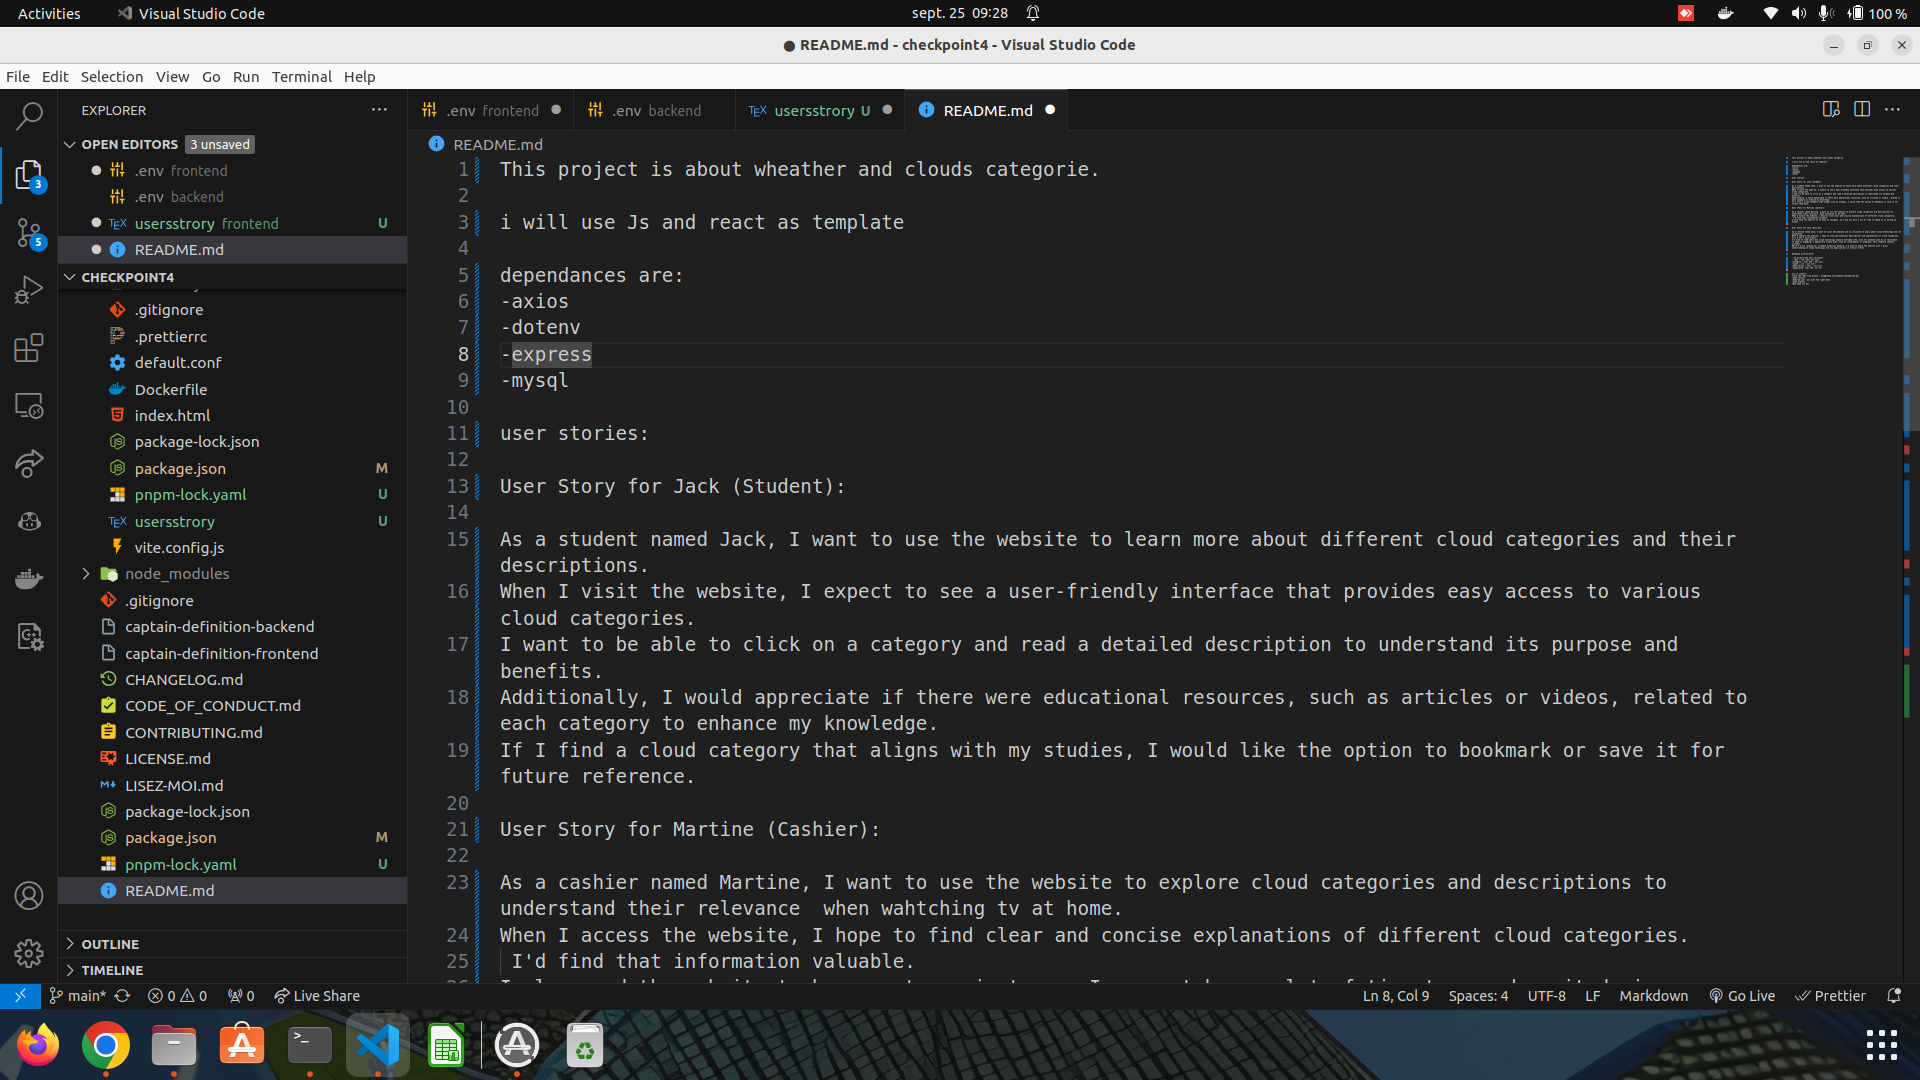 Activities
Visual Studio Code
sept. 25 09:28
100 %
● README.md - checkpoint4 - Visual Studio Code
File Edit Selection View Go Run Terminal Help
EXPLORER
.env frontend
.env backend
TEX usersstrory U
README.md
OPEN EDITORS 3 unsaved
.env frontend
.env backend
TEX usersstrory frontend U
README.md
CHECKPOINT4
.gitignore
.prettierrc
default.conf
Dockerfile
index.html
package-lock.json
package.json M
pnpm-lock.yaml U
TEX usersstrory U
vite.config.js
node_modules
.gitignore
captain-definition-backend
captain-definition-frontend
CHANGELOG.md
CODE_OF_CONDUCT.md
CONTRIBUTING.md
LICENSE.md
LISEZ-MOI.md
package-lock.json
package.json M
pnpm-lock.yaml U
README.md
OUTLINE
TIMELINE
3
5
README.md
1 This project is about wheather and clouds categorie.
2
3 i will use Js and react as template
4
5 dependances are:
6 -axios
7 -dotenv
8 -express
9 -mysql
10
11 user stories:
12
13 User Story for Jack (Student):
14
15 As a student named Jack, I want to use the website to learn more about different cloud categories and their
descriptions.
16 When I visit the website, I expect to see a user-friendly interface that provides easy access to various
cloud categories.
17 I want to be able to click on a category and read a detailed description to understand its purpose and
benefits.
18 Additionally, I would appreciate if there were educational resources, such as articles or videos, related to
each category to enhance my knowledge.
19 If I find a cloud category that aligns with my studies, I would like the option to bookmark or save it for
future reference.
20
21 User Story for Martine (Cashier):
22
23 As a cashier named Martine, I want to use the website to explore cloud categories and descriptions to
understand their relevance  when wahtching tv at home.
24 When I access the website, I hope to find clear and concise explanations of different cloud categories.
25 I'd find that information valuable.
main* 0 0 0 Live Share
Ln 8, Col 9 Spaces: 4 UTF-8 LF Markdown Go Live Prettier